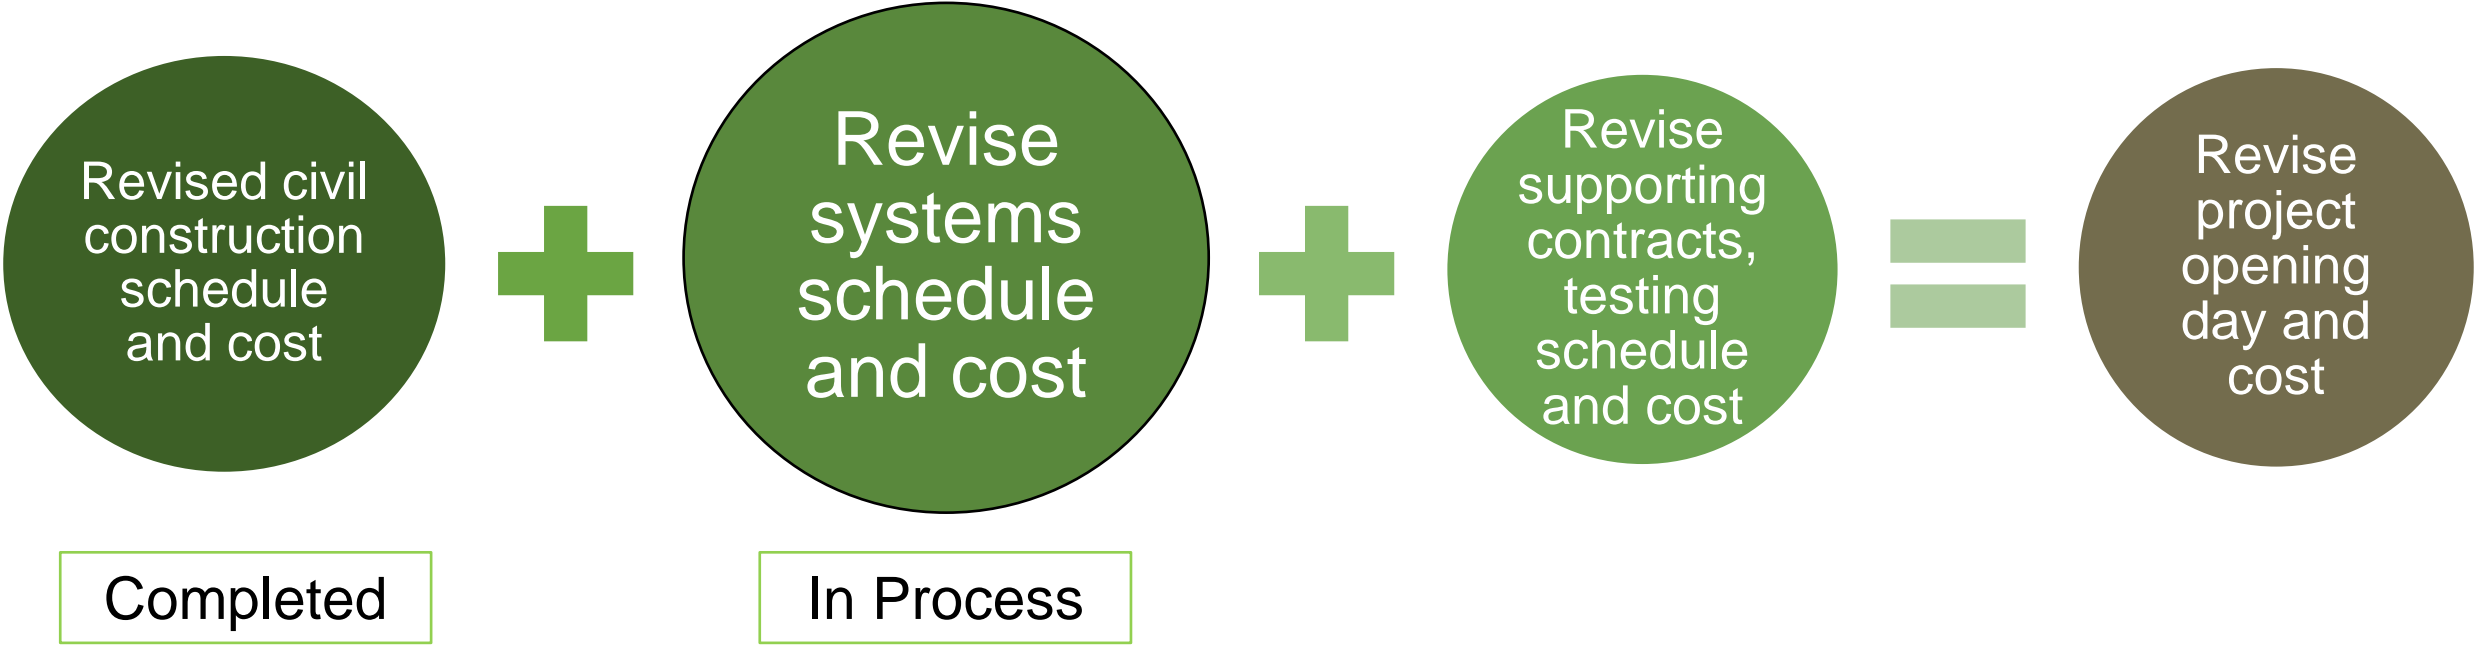 Revised civil
construction
schedule
and cost
Completed
Revise
systems
schedule
and cost
In Process
Revise
supporting
contracts,
testing
schedule
and cost
Revise
project
opening
day and
cost